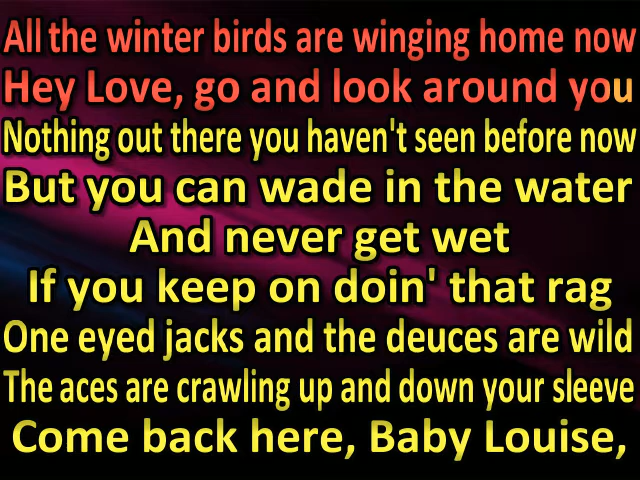 All the winter birds are winging home now
Hey Love, go and look around you
Nothing out there you haven't seen before now
But you can wade in the water
And never get wet
If you keep on doin' that rag
One eyed jacks and the deuces are wild
The aces are crawling up and down your sleeve
Come back here, Baby Louise,